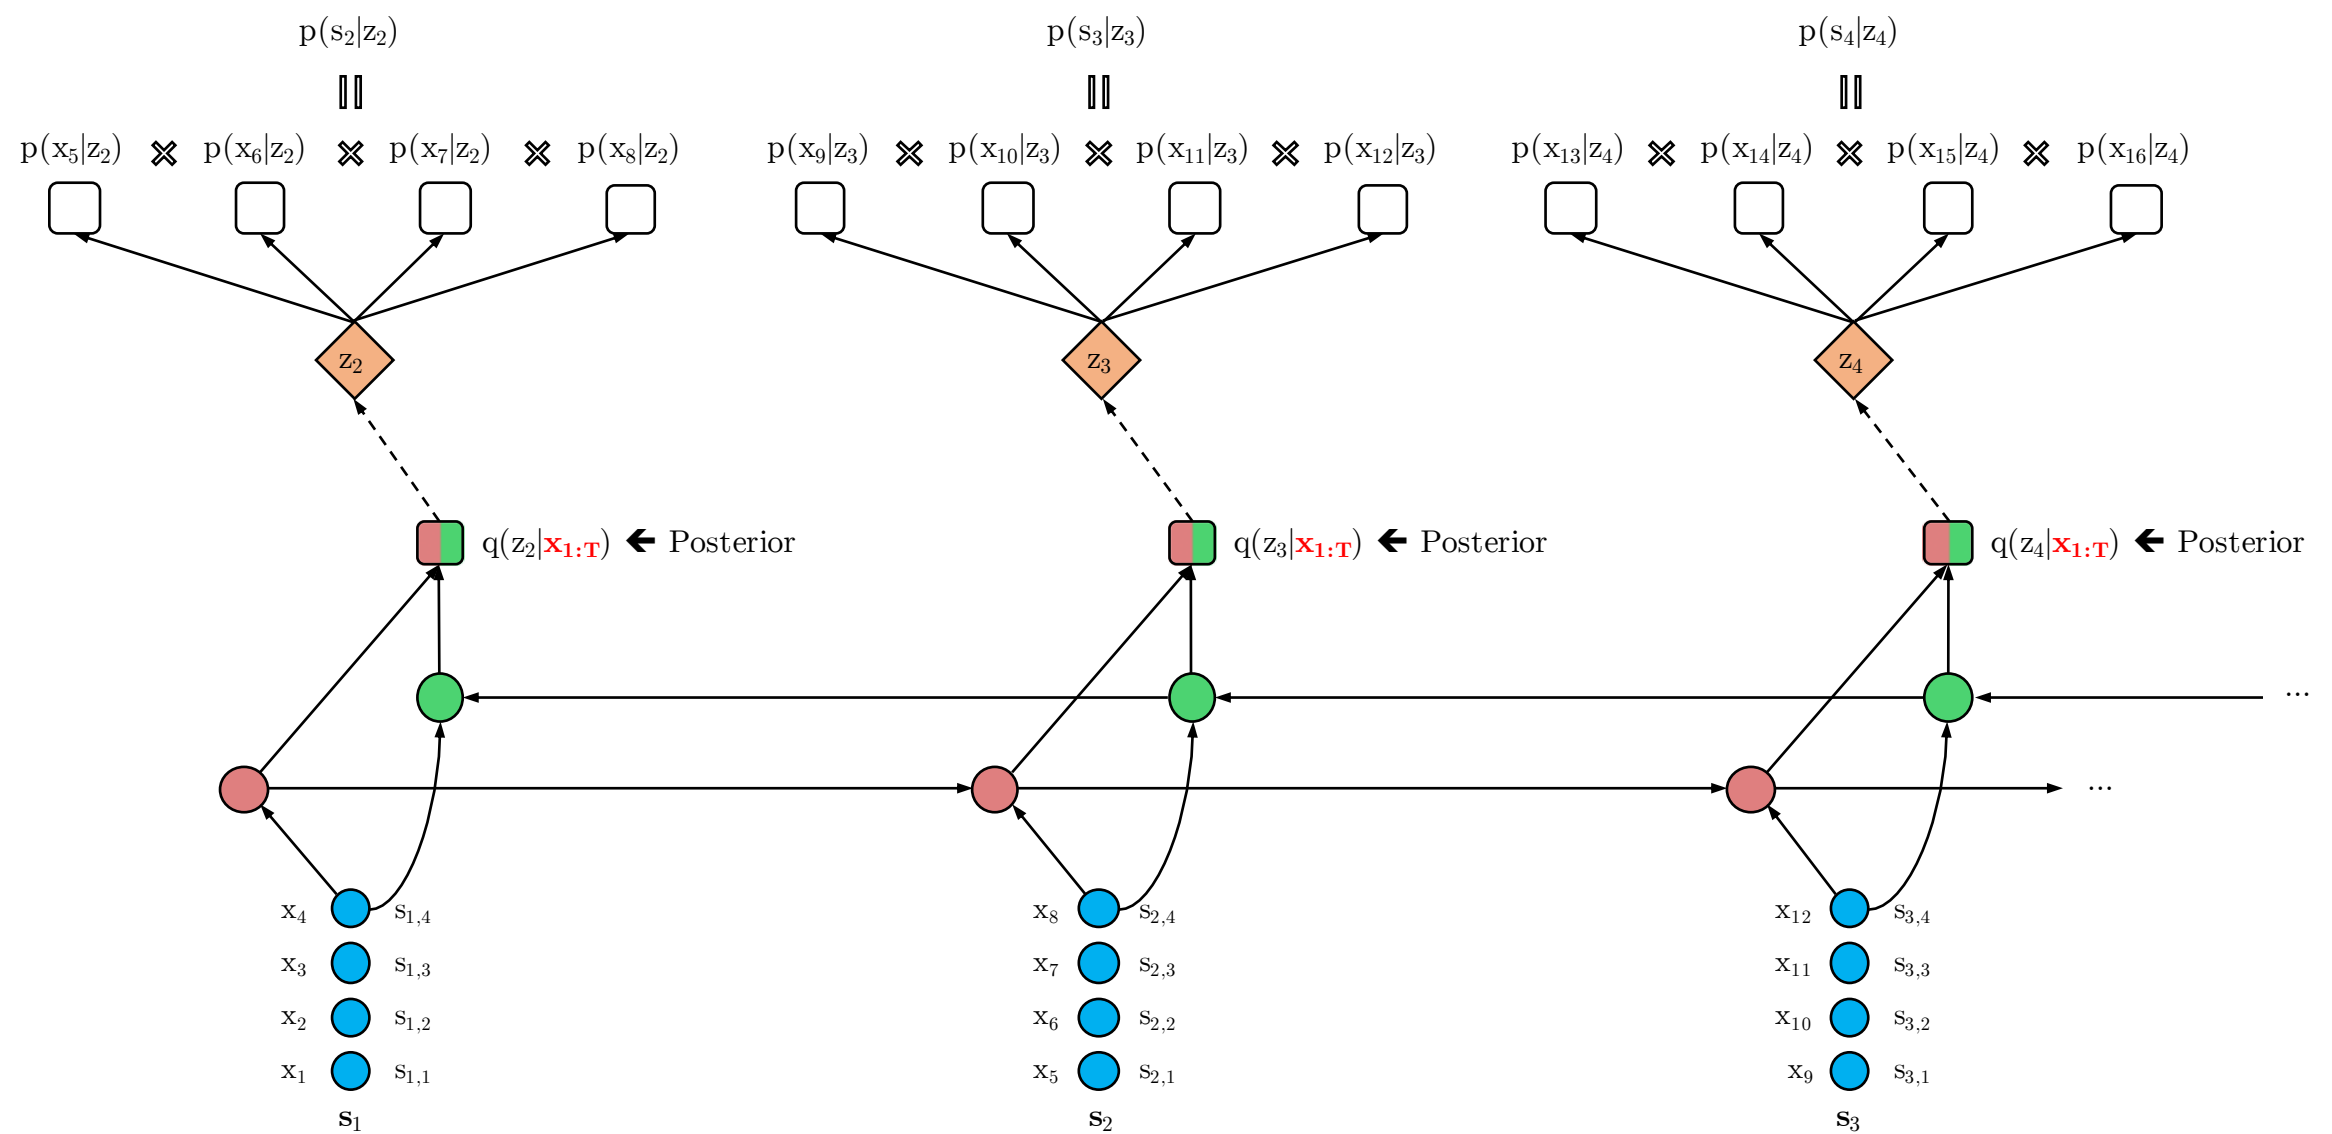 p(s₂|z₂) p(s₃|z₃) p(s₄|z₄)
p(x₅|z₂) × p(x₆|z₂) × p(x₇|z₂) × p(x₈|z₂) p(x₉|z₃) × p(x₁₀|z₃) × p(x₁₁|z₃) × p(x₁₂|z₃) p(x₁₃|z₄) × p(x₁₄|z₄) × p(x₁₅|z₄) × p(x₁₆|z₄)
z₂ z₃ z₄
q(z₂|x₁:T) 🡸 Posterior q(z₃|x₁:T) 🡸 Posterior q(z₄|x₁:T) 🡸 Posterior
...
...
x₄ s₁,₄ x₈ s₂,₄ x₁₂ s₃,₄
x₃ s₁,₃ x₇ s₂,₃ x₁₁ s₃,₃
x₂ s₁,₂ x₆ s₂,₂ x₁₀ s₃,₂
x₁ s₁,₁ x₅ s₂,₁ x₉ s₃,₁
s₁ s₂ s₃